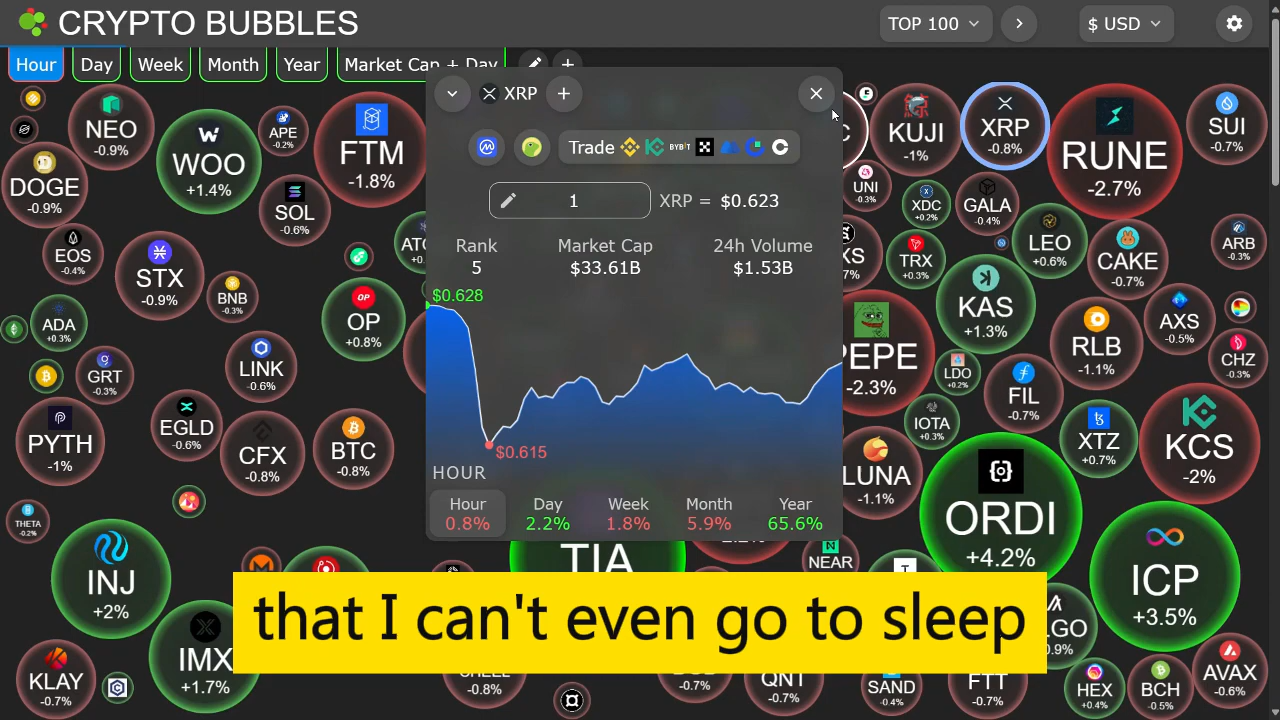 CRYPTO BUBBLES
TOP 100
$ USD
Hour
Day
Week
Month
Year
Market Cap + Day
XRP
Trade
BYBIT
1
XRP = $0.623
Rank
5
Market Cap
$33.61B
24h Volume
$1.53B
$0.628
$0.615
HOUR
Hour
0.8%
Day
2.2%
Week
1.8%
Month
5.9%
Year
65.6%
NEO
-0.9%
WOO
+1.4%
APE
-0.2%
FTM
-1.8%
DOGE
-0.9%
SOL
-0.6%
EOS
-0.4%
STX
-0.9%
BNB
-0.3%
ADA
+0.3%
OP
+0.8%
GRT
-0.3%
LINK
-0.6%
PYTH
-1%
EGLD
-0.6%
CFX
-0.8%
BTC
-0.8%
THETA
-0.2%
INJ
+2%
IMX
+1.7%
KLAY
-0.7%
KUJI
-1%
XRP
-0.8%
RUNE
-2.7%
SUI
-0.7%
UNI
-0.3%
XDC
+0.2%
GALA
-0.4%
LEO
+0.6%
ARB
-0.3%
TRX
+0.3%
CAKE
-0.7%
KAS
+1.3%
AXS
-0.5%
PEPE
-2.3%
RLB
-1.1%
LDO
+0.2%
CHZ
-0.3%
FIL
-0.7%
IOTA
+0.3%
XTZ
+0.7%
KCS
-2%
LUNA
-1.1%
ORDI
+4.2%
ICP
+3.5%
TIA
NEAR
that I can't even go to sleep
-0.8%
-0.7%
QNT
-0.7%
SAND
-0.4%
FTT
-0.7%
HEX
+0.4%
BCH
-0.5%
AVAX
-0.6%